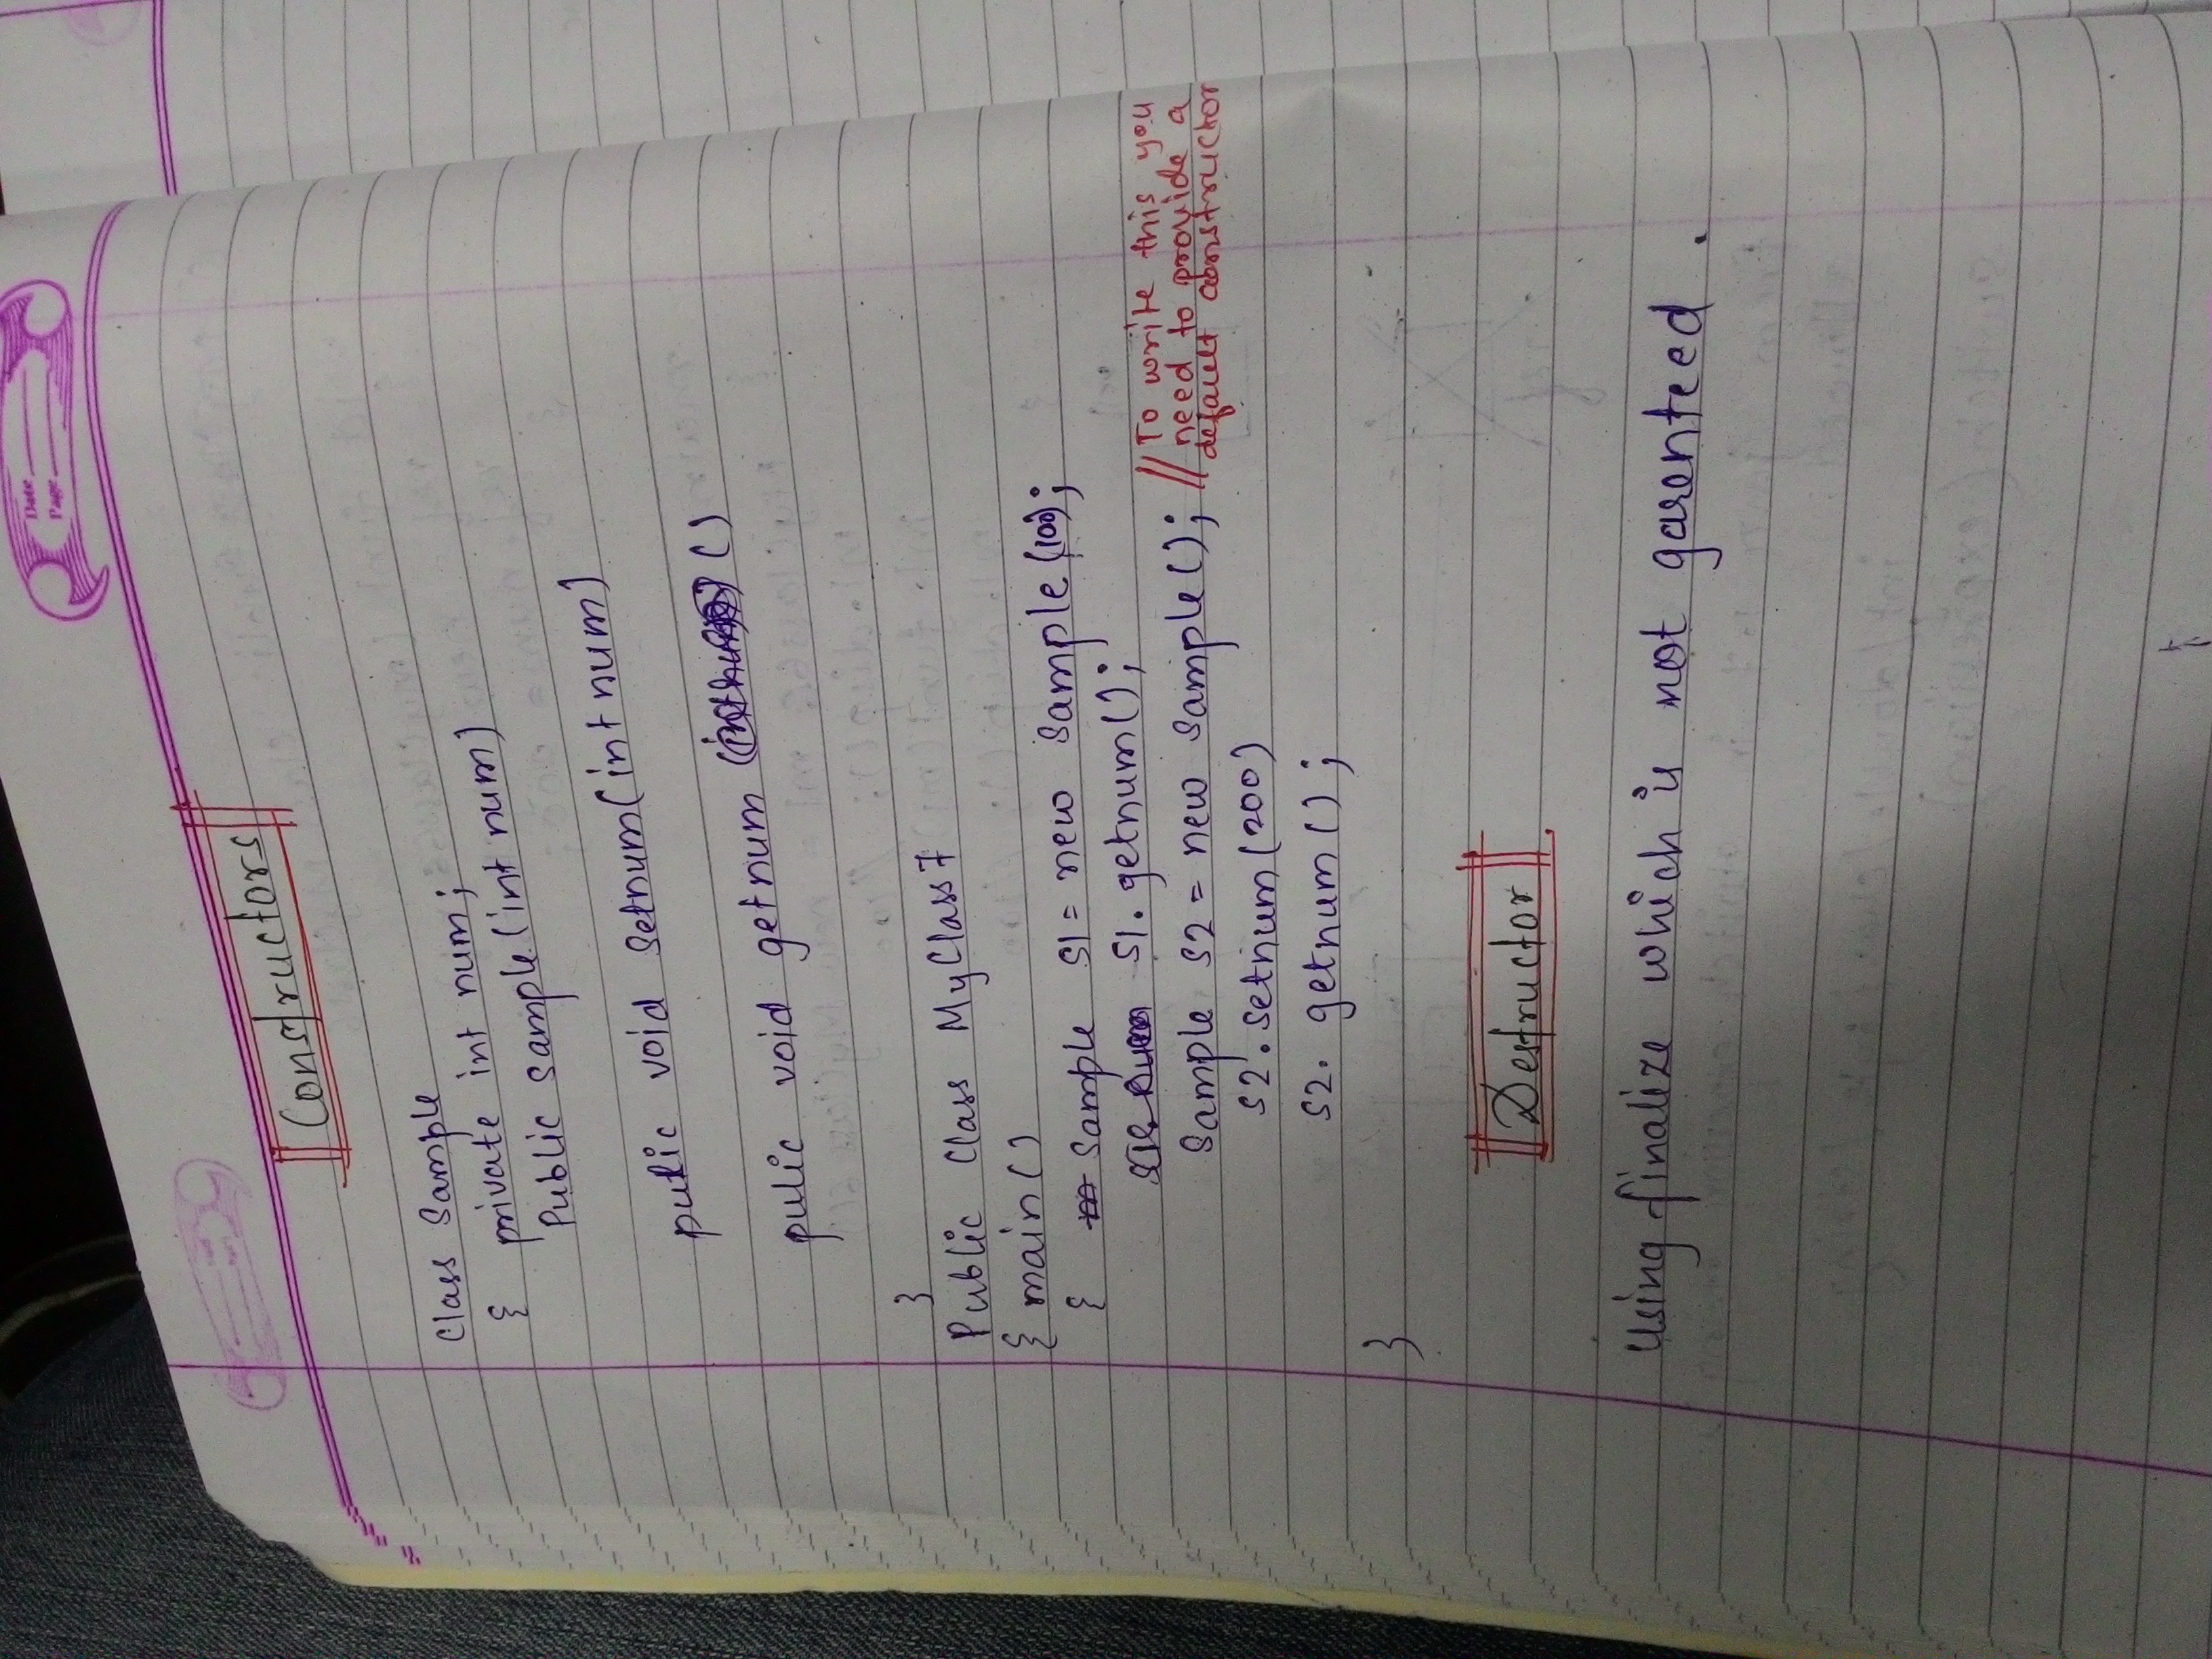 Date
Page
Constructors
Class Sample
{ private int num;
Public Sample(int num)
pulic void Setnum(int num)
pulic void getnum ()
}
Public Class MyClass7
{ main()
{ Sample S1 = new Sample(100);
S1. getnum();
Sample S2 = new Sample(); // To write this you
need to provide a
default constructor
S2. Setnum(200)
S2. getnum();
}
Destructor
Using finalize which is not garenteed.